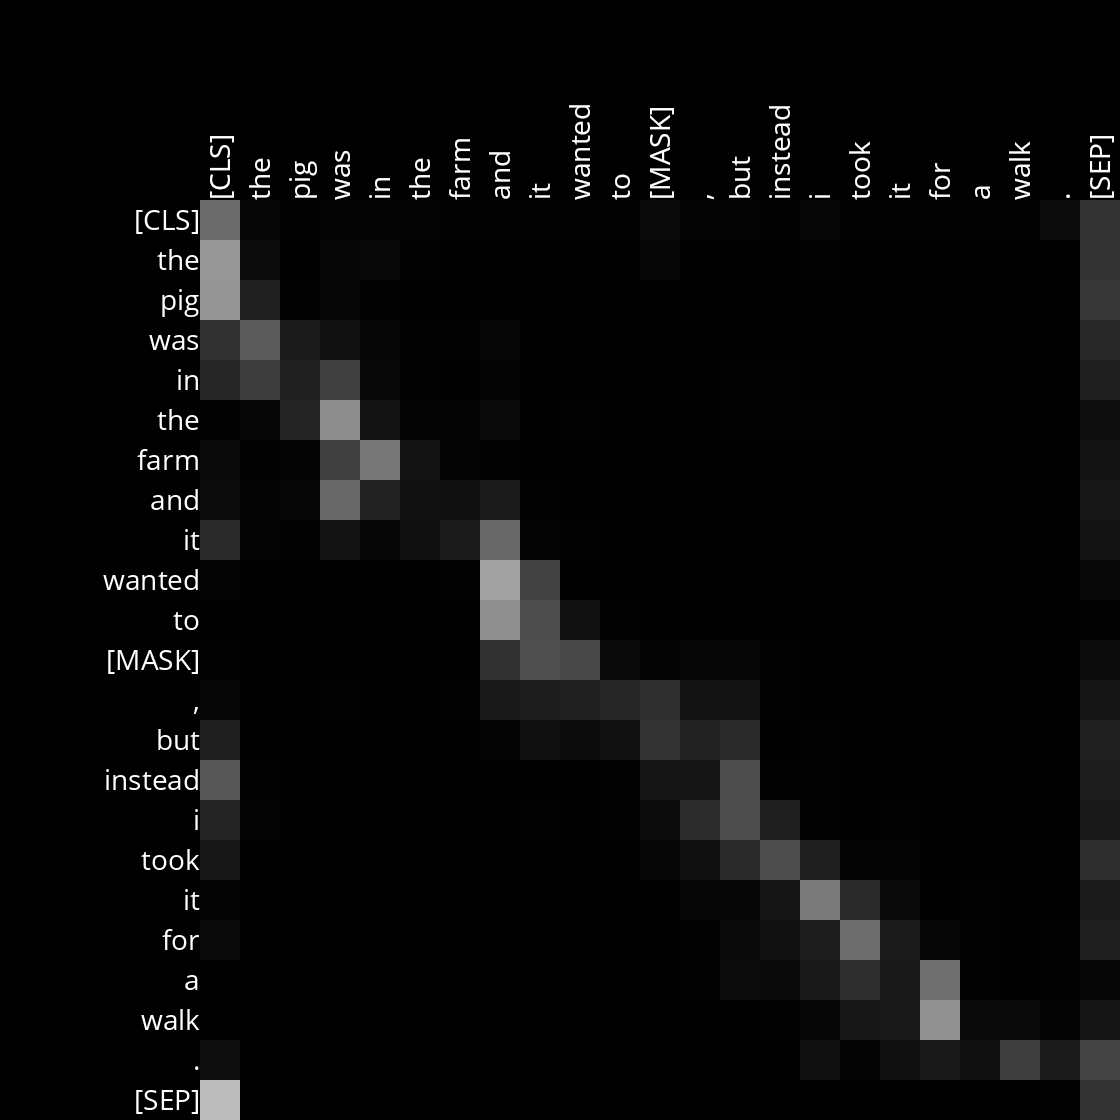 [CLS] the pig was in the farm and it wanted to [MASK] , but instead i took it for a walk . [SEP]
[CLS]
the
pig
was
in
the
farm
and
it
wanted
to
[MASK]
,
but
instead
i
took
it
for
a
walk
.
[SEP]